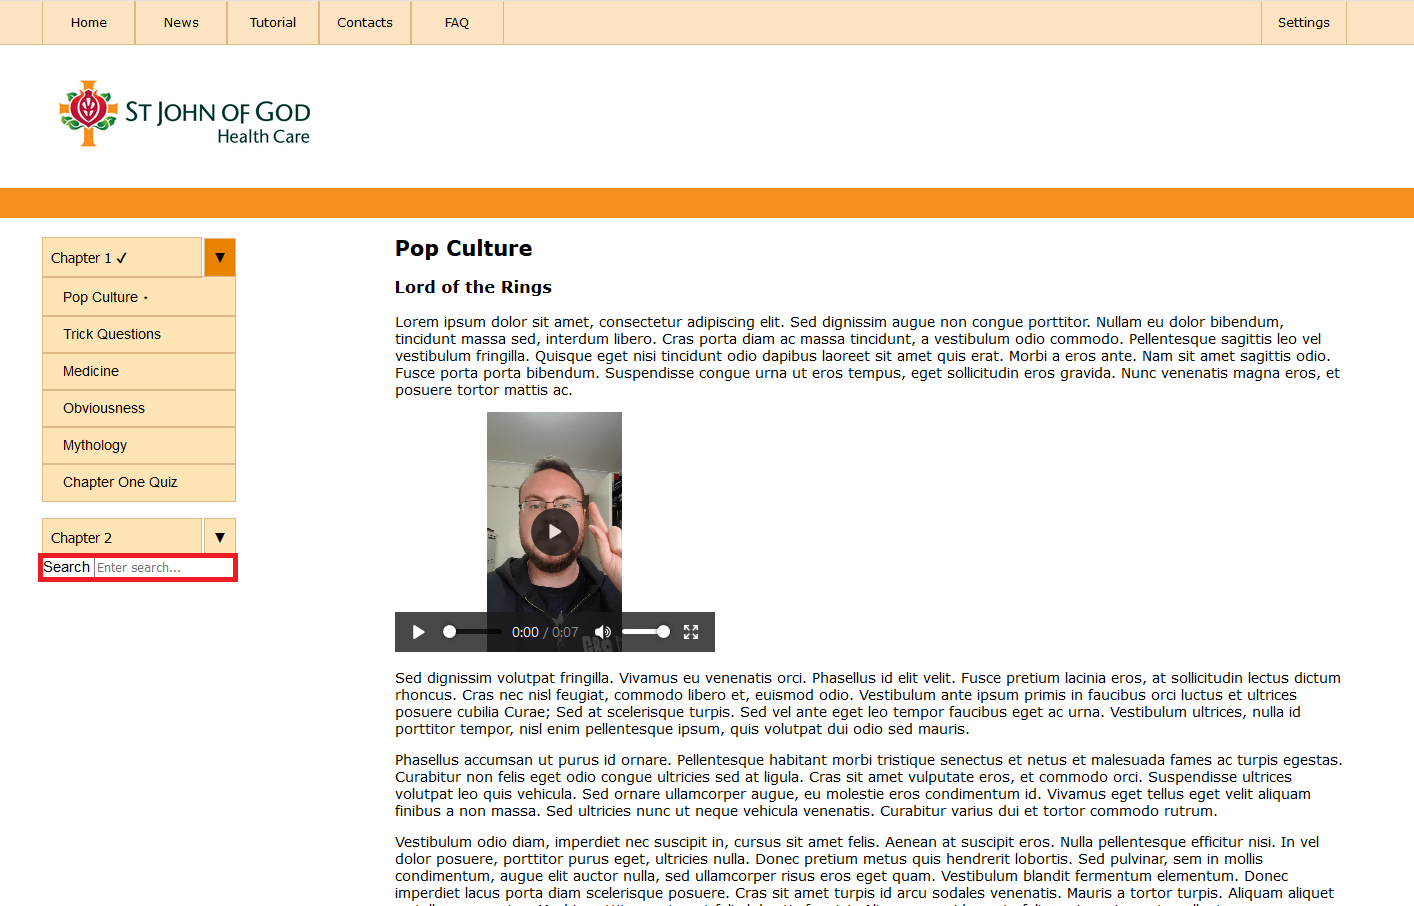 Home News Tutorial Contacts FAQ Settings
ST JOHN OF GOD
Health Care
Chapter 1 ✓ ▼
Pop Culture ⋆
Trick Questions
Medicine
Obviousness
Mythology
Chapter One Quiz
Chapter 2 ▼
Search Enter search...
Pop Culture
Lord of the Rings
Lorem ipsum dolor sit amet, consectetur adipiscing elit. Sed dignissim augue non congue porttitor. Nullam eu dolor bibendum,
tincidunt massa sed, interdum libero. Cras porta diam ac massa tincidunt, a vestibulum odio commodo. Pellentesque sagittis leo vel
vestibulum fringilla. Quisque eget nisi tincidunt odio dapibus laoreet sit amet quis erat. Morbi a eros ante. Nam sit amet sagittis odio.
Fusce porta porta bibendum. Suspendisse congue urna ut eros tempus, eget sollicitudin eros gravida. Nunc venenatis magna eros, et
posuere tortor mattis ac.
0:00 / 0:07
Sed dignissim volutpat fringilla. Vivamus eu venenatis orci. Phasellus id elit velit. Fusce pretium lacinia eros, at sollicitudin lectus dictum
rhoncus. Cras nec nisl feugiat, commodo libero et, euismod odio. Vestibulum ante ipsum primis in faucibus orci luctus et ultrices
posuere cubilia Curae; Sed at scelerisque turpis. Sed vel ante eget leo tempor faucibus eget ac urna. Vestibulum ultrices, nulla id
porttitor tempor, nisl enim pellentesque ipsum, quis volutpat dui odio sed mauris.
Phasellus accumsan ut purus id ornare. Pellentesque habitant morbi tristique senectus et netus et malesuada fames ac turpis egestas.
Curabitur non felis eget odio congue ultricies sed at ligula. Cras sit amet vulputate eros, et commodo orci. Suspendisse ultrices
volutpat leo quis vehicula. Sed ornare ullamcorper augue, eu molestie eros condimentum id. Vivamus eget tellus eget velit aliquam
finibus a non massa. Sed ultricies nunc ut neque vehicula venenatis. Curabitur varius dui et tortor commodo rutrum.
Vestibulum odio diam, imperdiet nec suscipit in, cursus sit amet felis. Aenean at suscipit eros. Nulla pellentesque efficitur nisi. In vel
dolor posuere, porttitor purus eget, ultricies nulla. Donec pretium metus quis hendrerit lobortis. Sed pulvinar, sem in mollis
condimentum, augue elit auctor nulla, sed ullamcorper risus eros eget quam. Vestibulum blandit fermentum elementum. Donec
imperdiet lacus porta diam scelerisque posuere. Cras sit amet turpis id arcu sodales venenatis. Mauris a tortor turpis. Aliquam aliquet